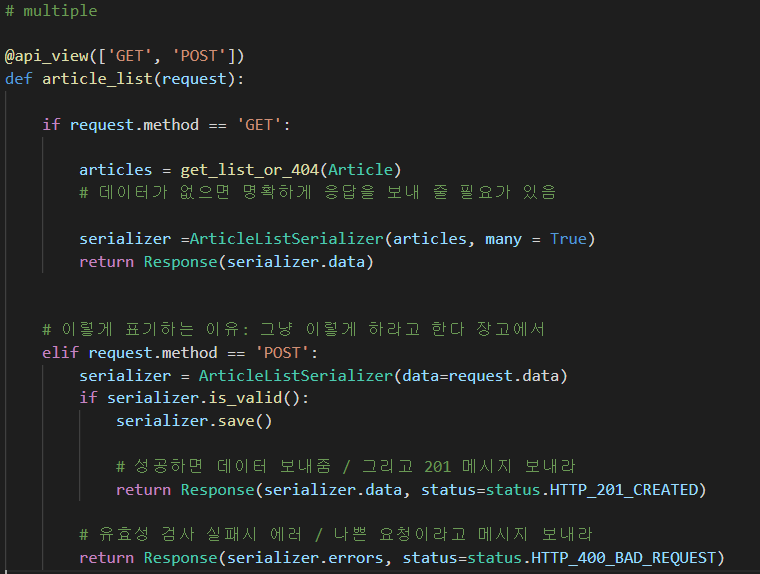 # multiple
@api_view(['GET', 'POST'])
def article_list(request):
if request.method == 'GET':
articles = get_list_or_404(Article)
# 데이터가 없으면 명확하게 응답을 보내 줄 필요가 있음
serializer =ArticleListSerializer(articles, many = True)
return Response(serializer.data)
# 이렇게 표기하는 이유: 그냥 이렇게 하라고 한다 장고에서
elif request.method == 'POST':
serializer = ArticleListSerializer(data=request.data)
if serializer.is_valid():
serializer.save()
# 성공하면 데이터 보내줌 / 그리고 201 메시지 보내라
return Response(serializer.data, status=status.HTTP_201_CREATED)
# 유효성 검사 실패시 에러 / 나쁜 요청이라고 메시지 보내라
return Response(serializer.errors, status=status.HTTP_400_BAD_REQUEST)